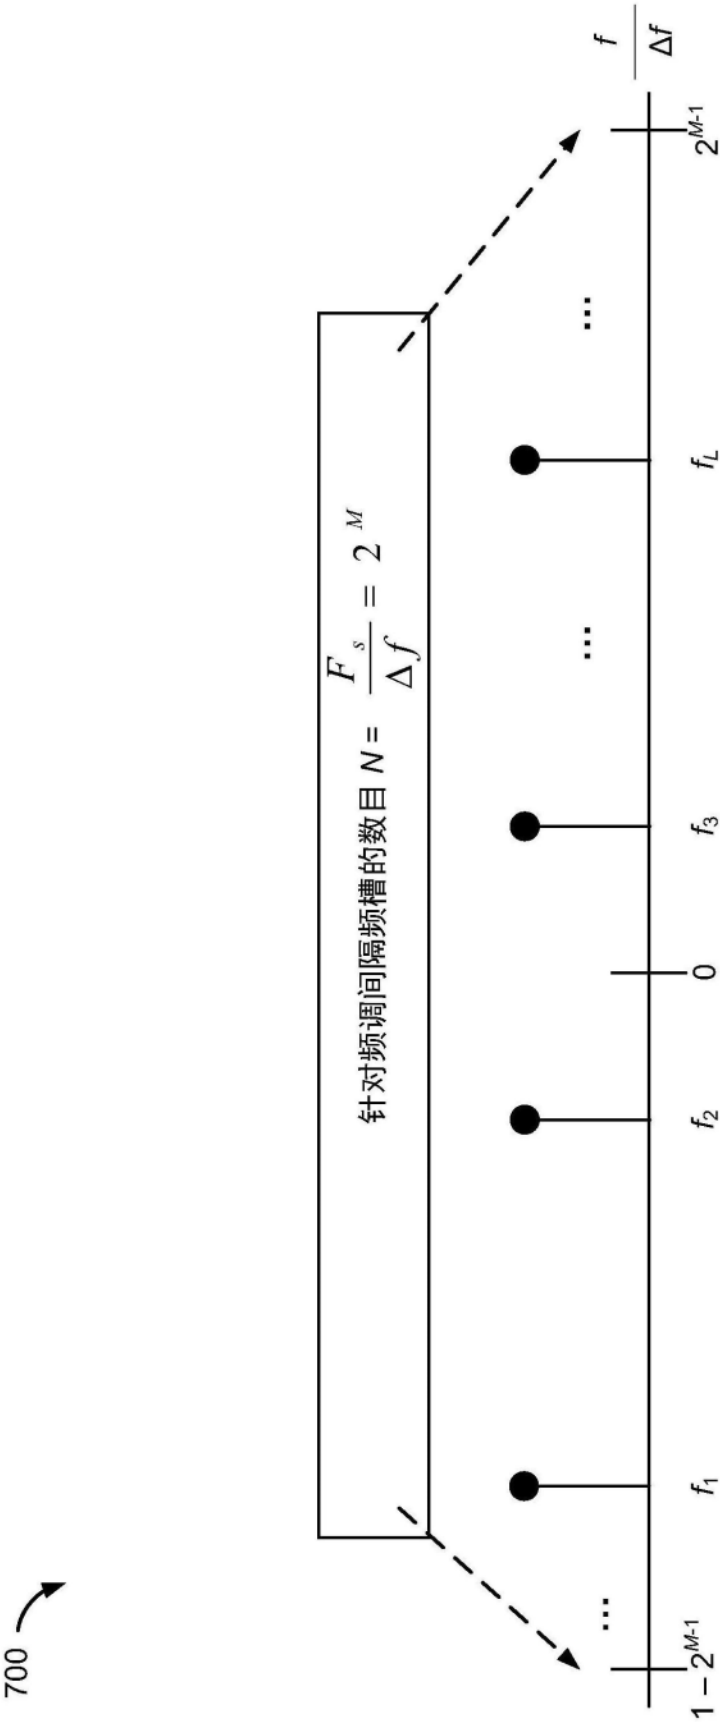 700
针对频调间隔频槽的数目 N = F_s / Δf = 2^M
... ... ...
1 – 2^{M-1} f_1 f_2 0 f_3 f_L 2^{M-1} f / Δf